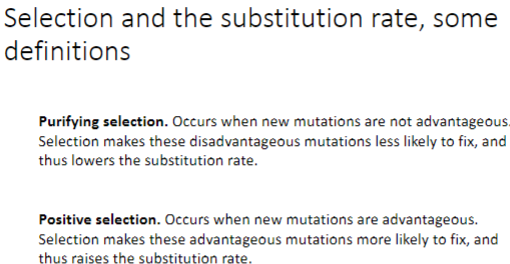 Selection and the substitution rate, some
definitions
Purifying selection. Occurs when new mutations are not advantageous.
Selection makes these disadvantageous mutations less likely to fix, and
thus lowers the substitution rate.
Positive selection. Occurs when new mutations are advantageous.
Selection makes these advantageous mutations more likely to fix, and
thus raises the substitution rate.